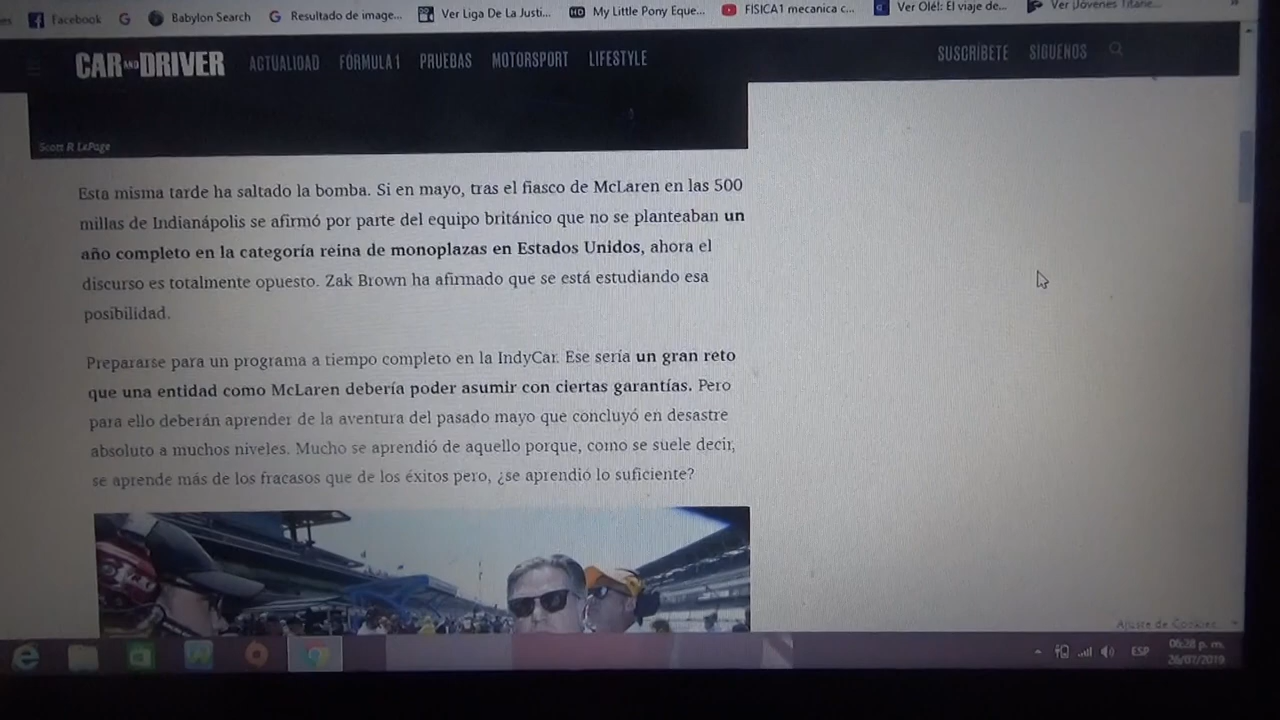 Facebook
Babylon Search
Resultado de image...
Ver Liga De La Justi...
My Little Pony Eque...
FISICA1 mecanica c...
Ver Olé!: El viaje de...
Ver Jóvenes Titane...
CAR AND DRIVER
ACTUALIDAD FÓRMULA 1 PRUEBAS MOTORSPORT LIFESTYLE
SUSCRÍBETE SÍGUENOS
Scott R LePage
Esta misma tarde ha saltado la bomba. Si en mayo, tras el fiasco de McLaren en las 500
millas de Indianápolis se afirmó por parte del equipo británico que no se planteaban un
año completo en la categoría reina de monoplazas en Estados Unidos, ahora el
discurso es totalmente opuesto. Zak Brown ha afirmado que se está estudiando esa
posibilidad.
Prepararse para un programa a tiempo completo en la IndyCar. Ese sería un gran reto
que una entidad como McLaren debería poder asumir con ciertas garantías. Pero
para ello deberán aprender de la aventura del pasado mayo que concluyó en desastre
absoluto a muchos niveles. Mucho se aprendió de aquello porque, como se suele decir,
se aprende más de los fracasos que de los éxitos pero, ¿se aprendió lo suficiente?
Ajuste de Cookies
ESP
06:28 p. m.
26/07/2019